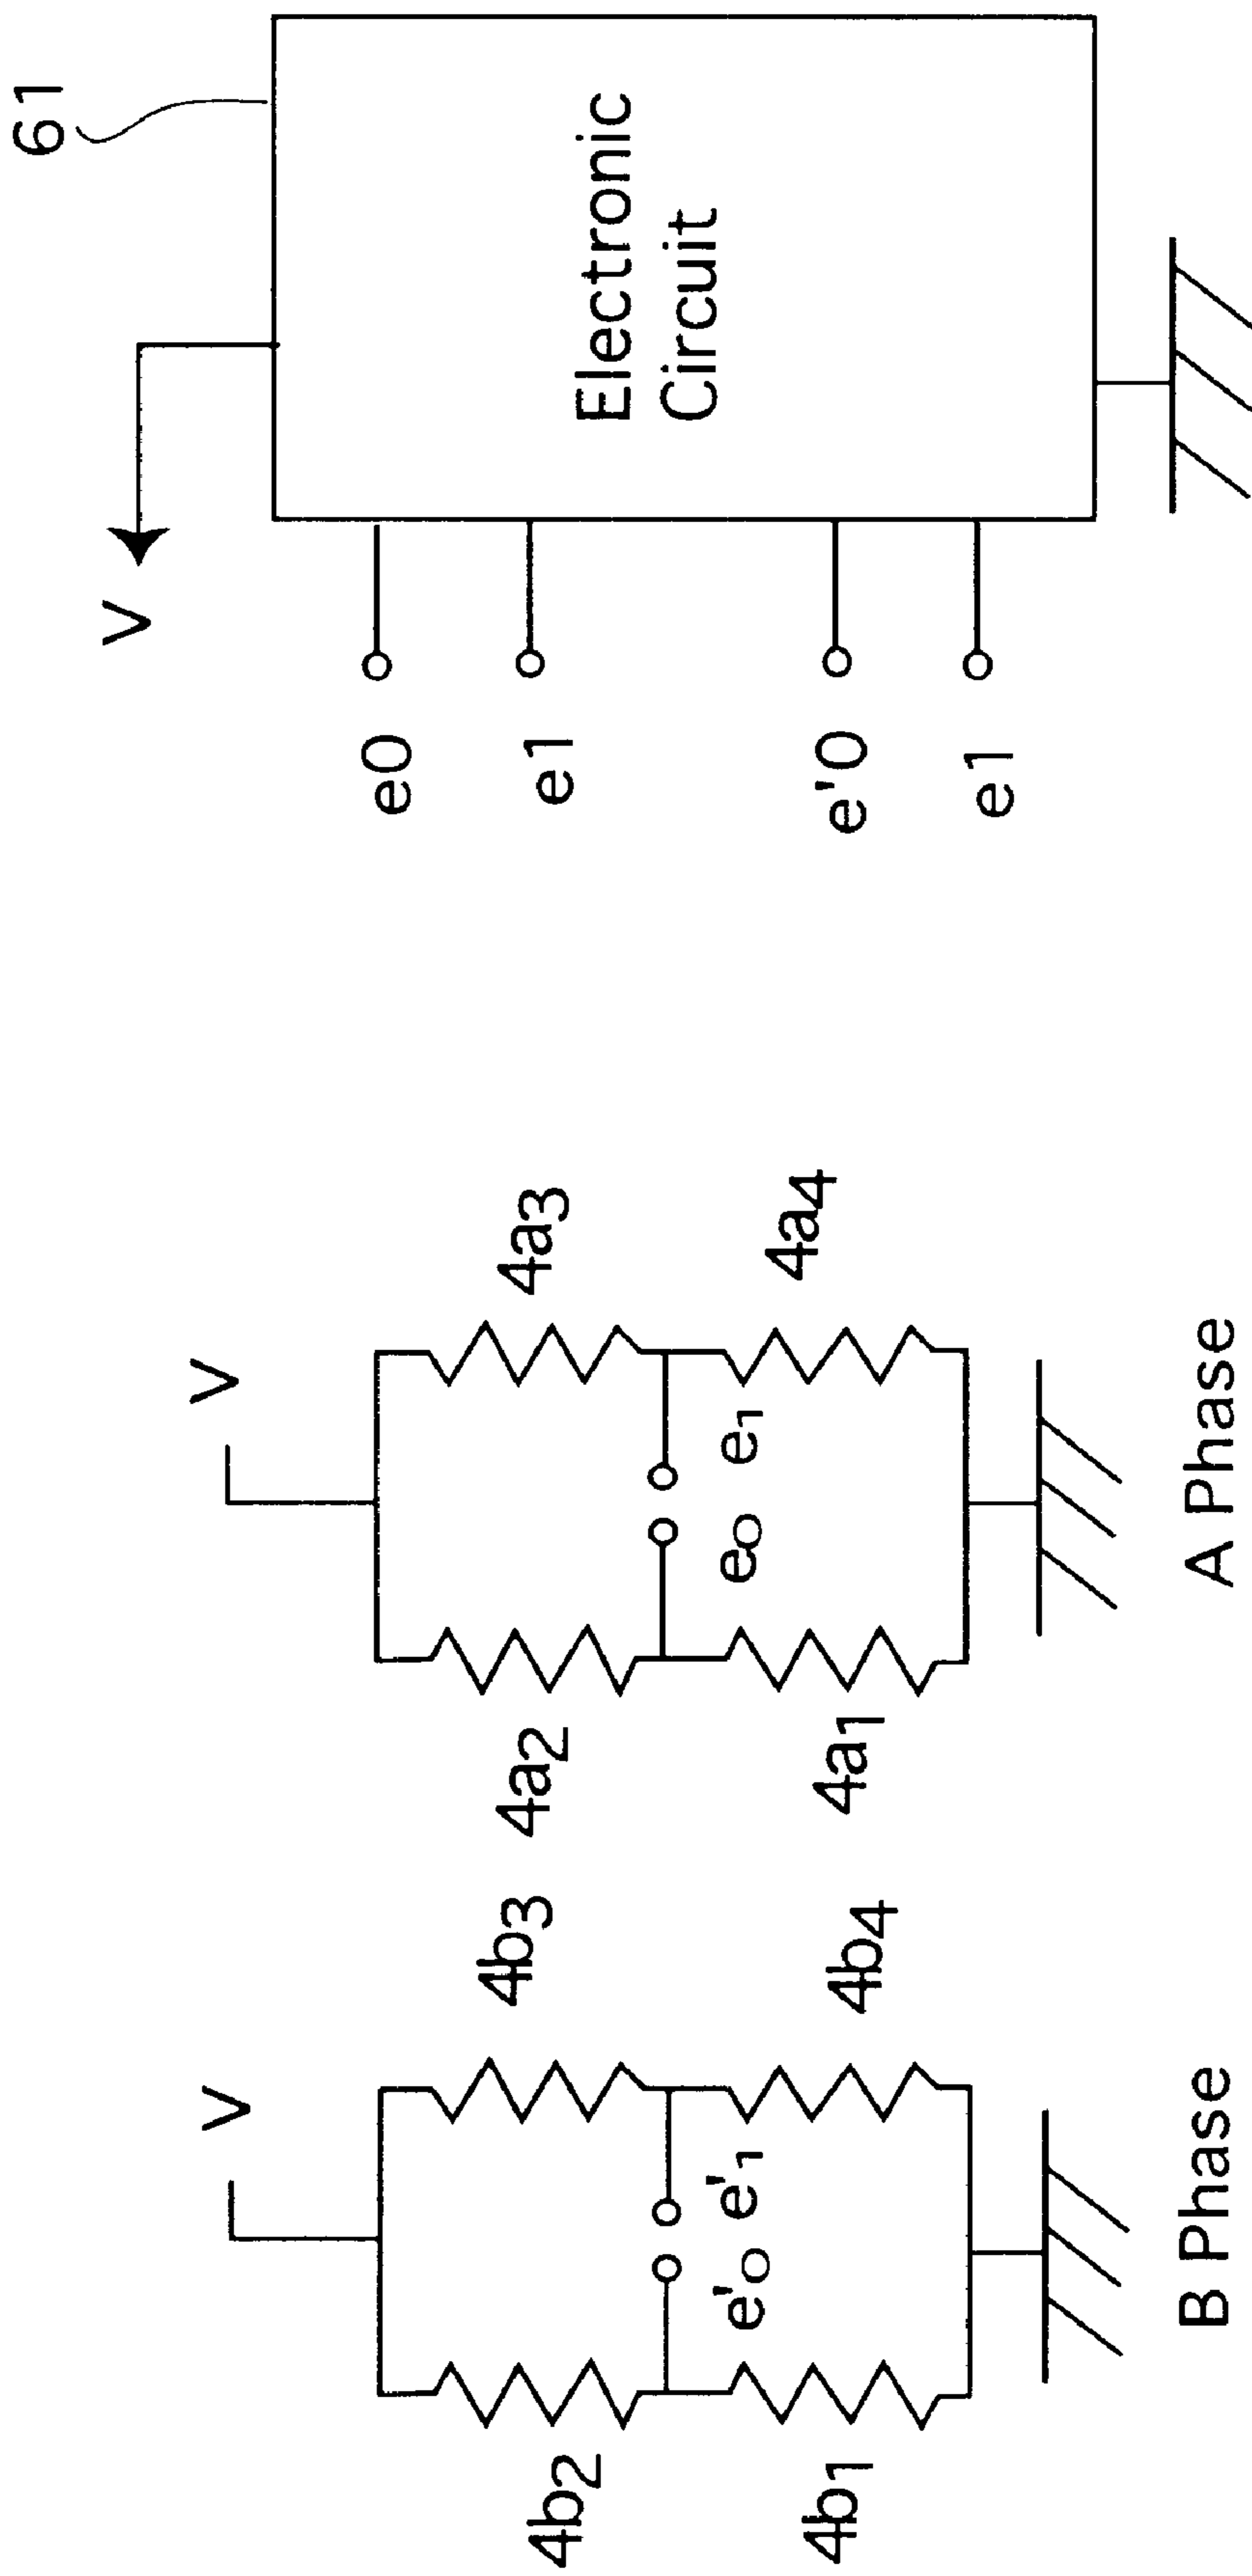 V
4b2
4b3
e'0 e'1
4b1
4b4
B Phase
V
4a2
4a3
e0 e1
4a1
4a4
A Phase
61
V
e0
e1
e'0
e1
Electronic
Circuit